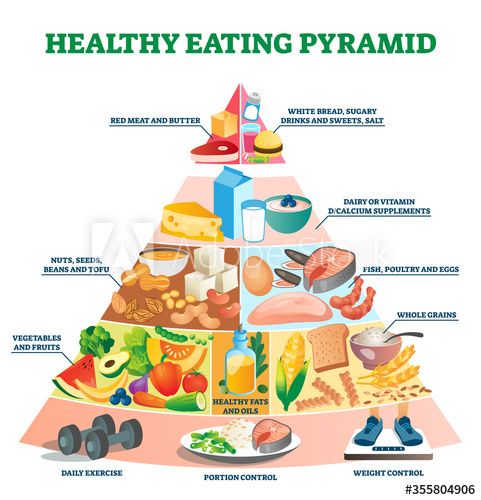 HEALTHY EATING PYRAMID
RED MEAT AND BUTTER
WHITE BREAD, SUGARY
DRINKS AND SWEETS, SALT
DAIRY OR VITAMIN
D/CALCIUM SUPPLEMENTS
NUTS, SEEDS,
BEANS AND TOFU
FISH, POULTRY AND EGGS
WHOLE GRAINS
VEGETABLES
AND FRUITS
HEALTHY FATS
AND OILS
DAILY EXERCISE
PORTION CONTROL
WEIGHT CONTROL
Adobe Stock
#355804906